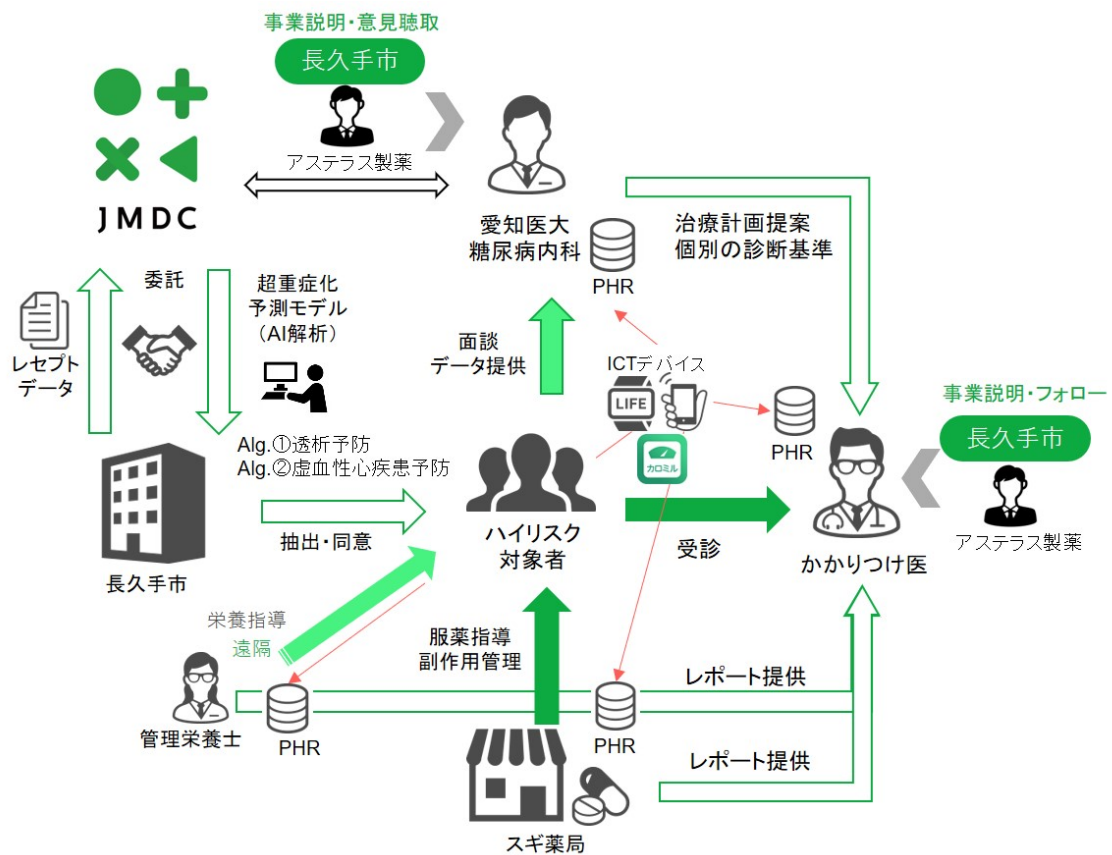 事業説明・意見聴取
長久手市
アステラス製薬
JMDC
愛知医大
糖尿病内科
PHR
治療計画提案
個別の診断基準
委託
レセプト
データ
超重症化
予測モデル
（AI解析）
面談
データ提供
ICTデバイス
LIFE
カロミル
PHR
事業説明・フォロー
長久手市
アステラス製薬
Alg.①透析予防
Alg.②虚血性心疾患予防
抽出・同意
長久手市
ハイリスク
対象者
受診
かかりつけ医
栄養指導
遠隔
服薬指導
副作用管理
管理栄養士
PHR
PHR
レポート提供
レポート提供
スギ薬局